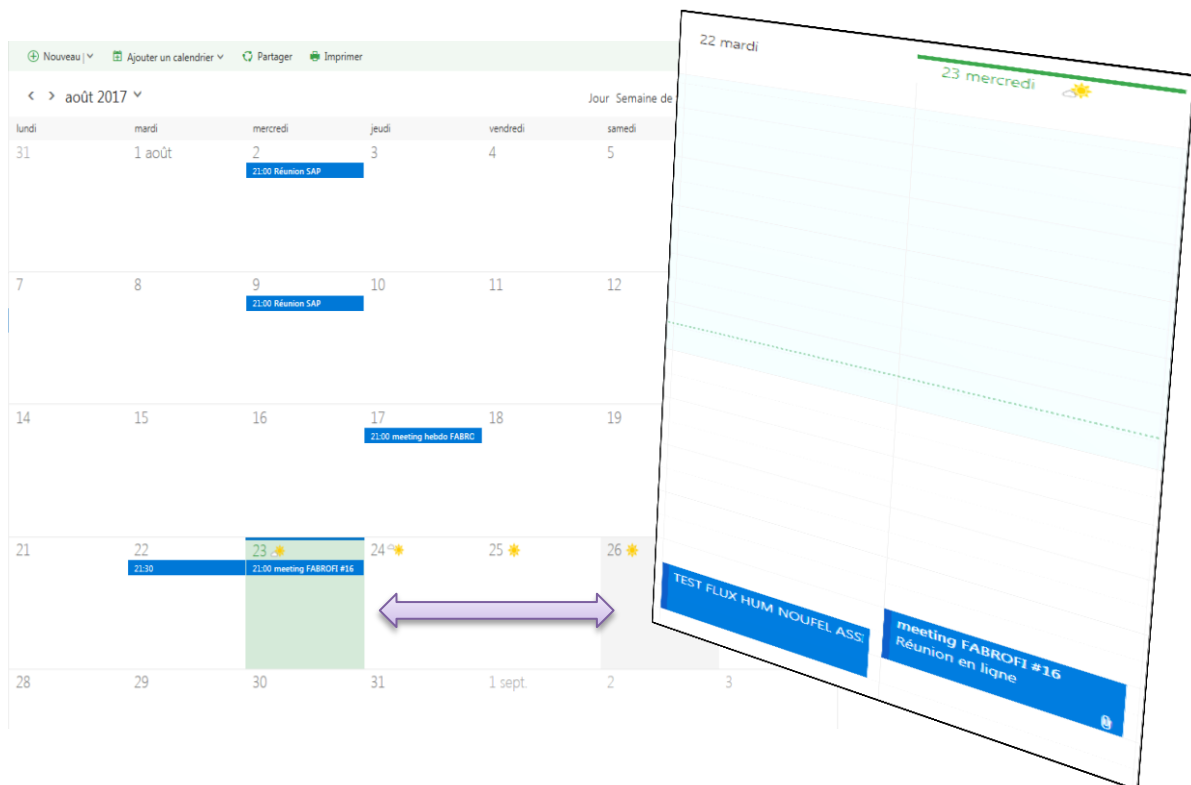 Nouveau | Ajouter un calendrier Partager Imprimer
août 2017
Jour Semaine de
lundi mardi mercredi jeudi vendredi samedi
31 1 août 2 3 4 5
21:00 Réunion SAP
7 8 9 10 11 12
21:00 Réunion SAP
14 15 16 17 18 19
21:00 meeting hebdo FABRO
21 22 23 24 25 26
21:30 21:00 meeting FABROFI #16
28 29 30 31 1 sept. 2 3
22 mardi
23 mercredi
TEST FLUX HUM NOUFEL ASS
meeting FABROFI #16
Réunion en ligne